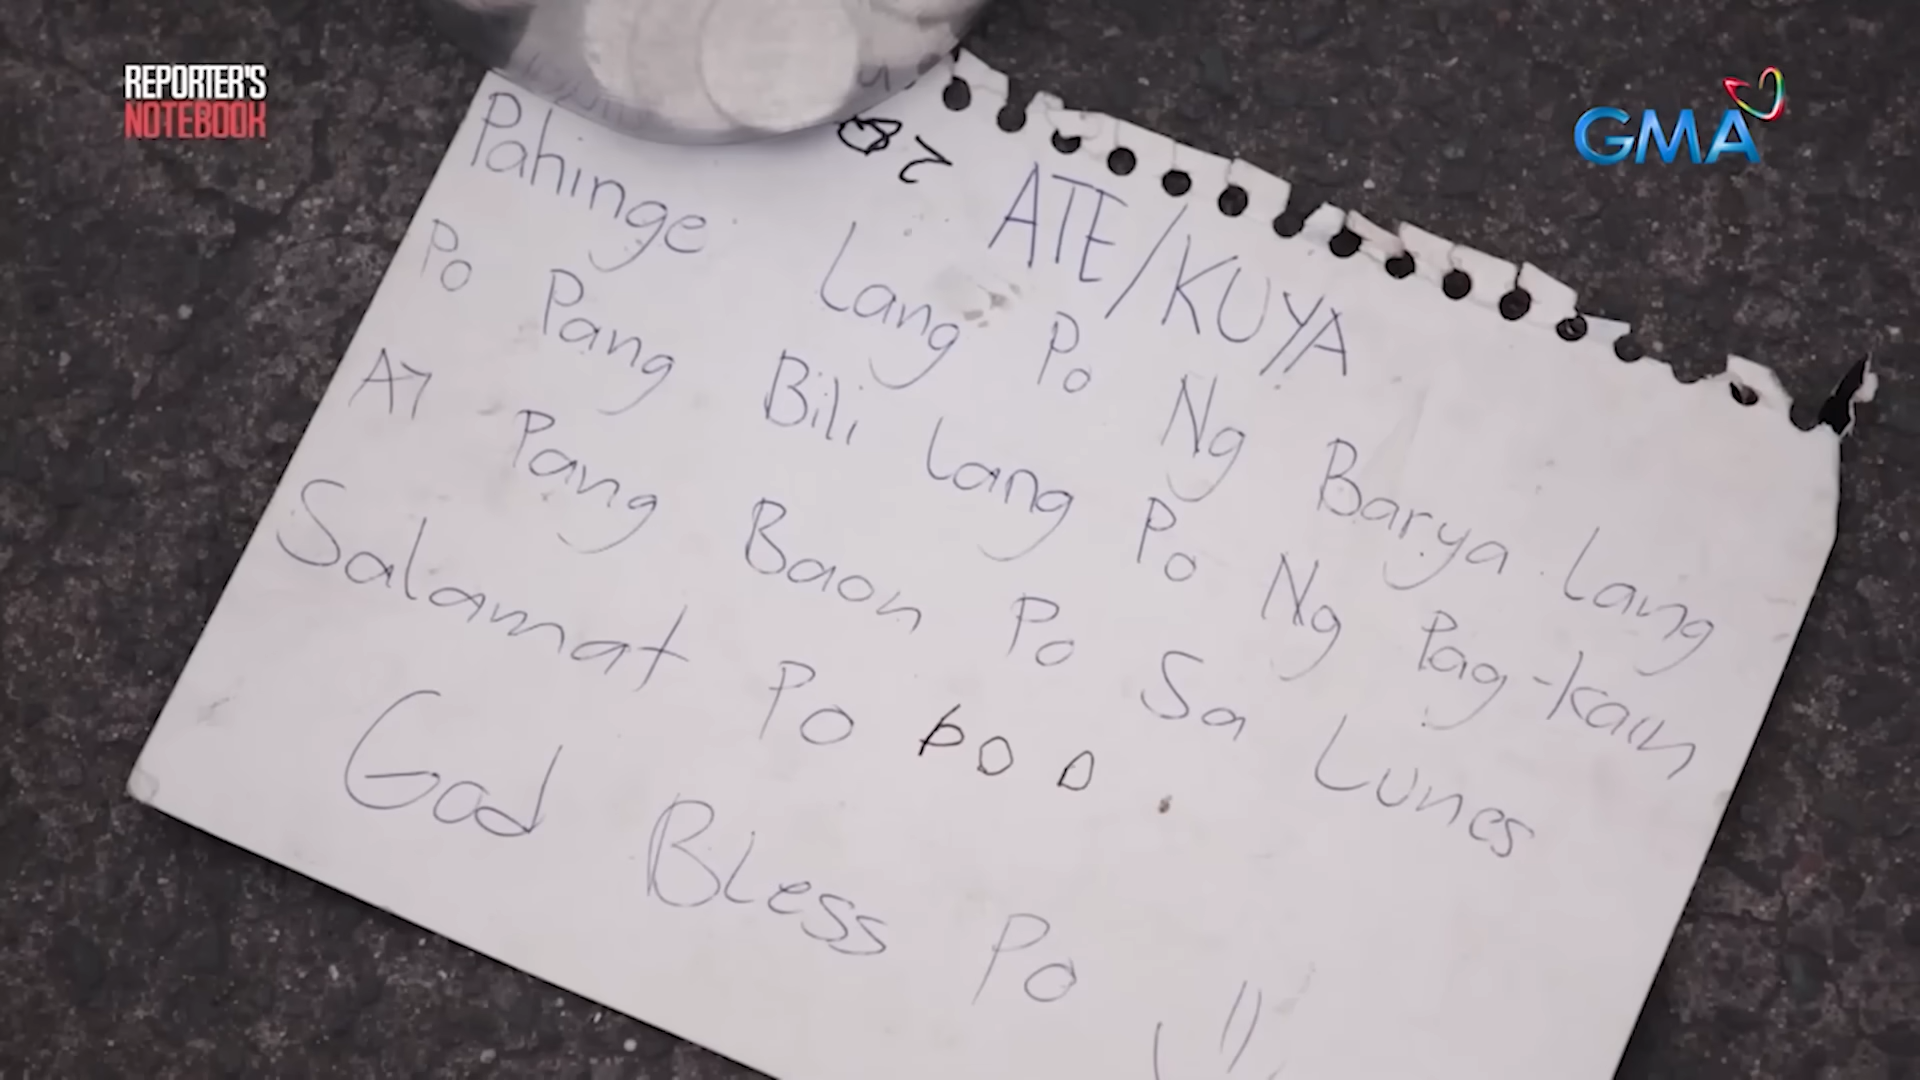 REPORTER'S
NOTEBOOK
GMA
ATE/KUYA
Pahinge Lang Po Ng Barya Lang
Po Pang Bili Lang Po Ng Pag-kain
AT Pang Baon Po Sa Lunes
Salamat Po
God Bless Po